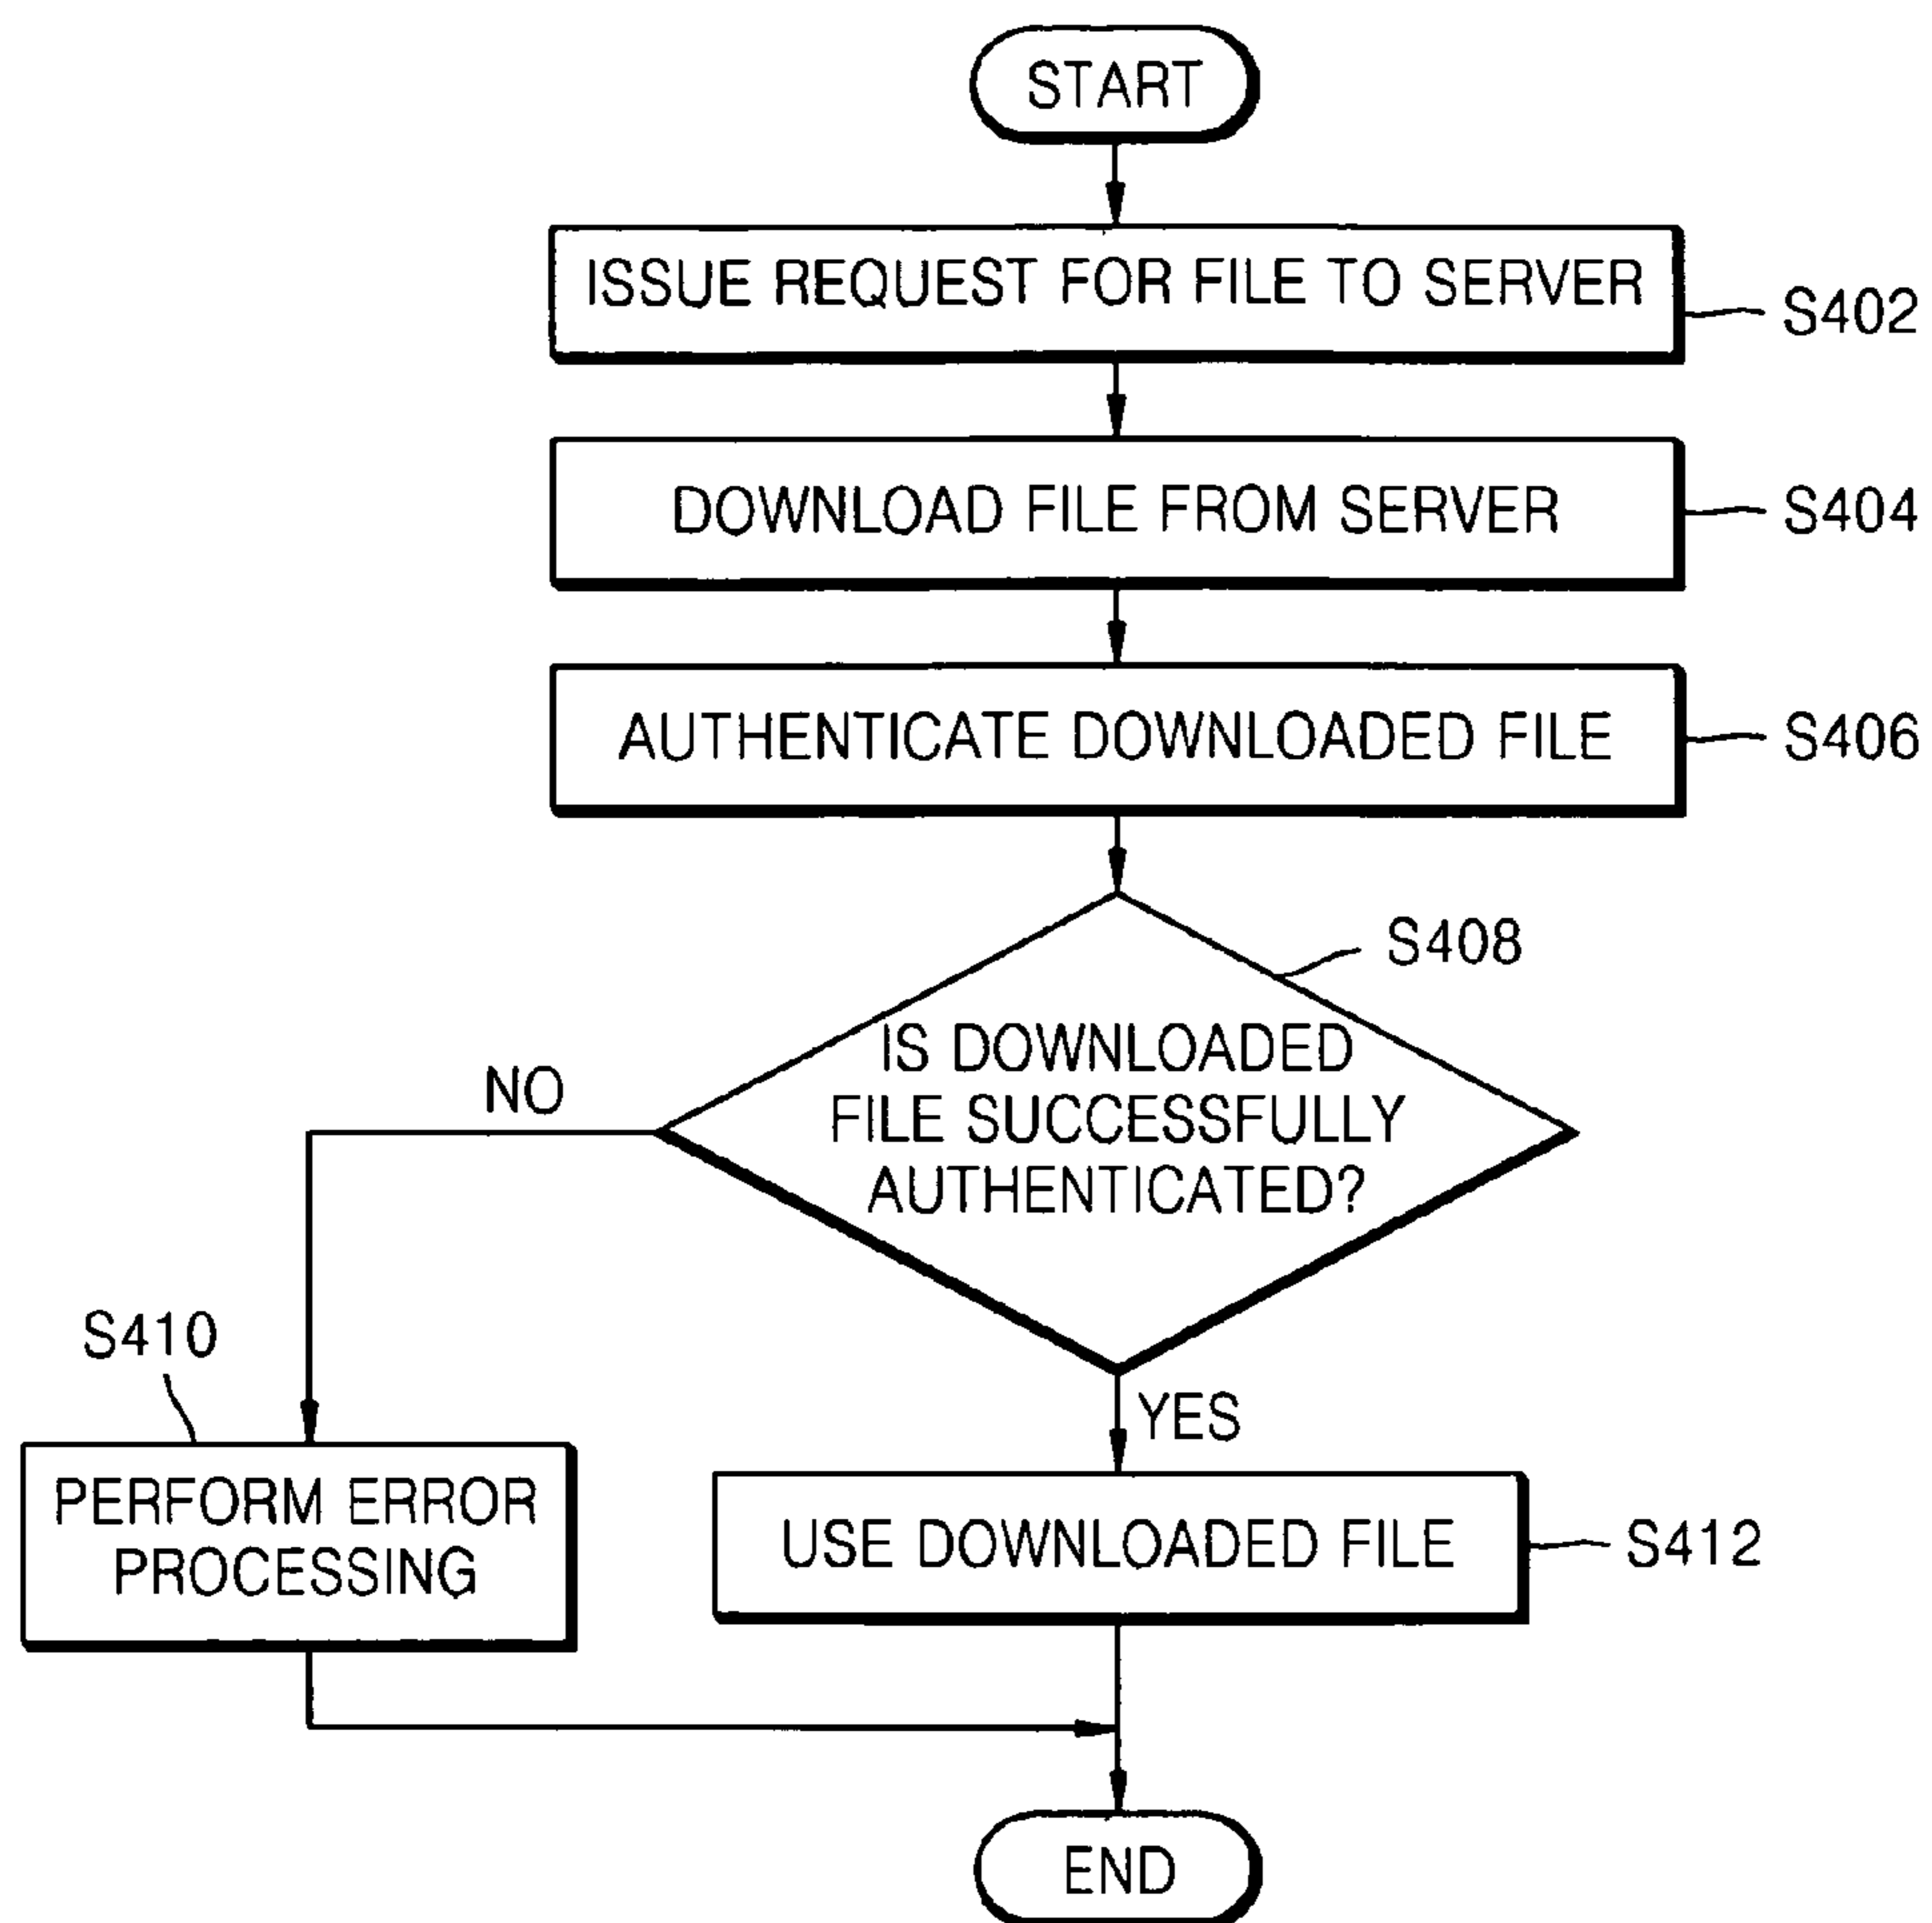 START
ISSUE REQUEST FOR FILE TO SERVER
S402
DOWNLOAD FILE FROM SERVER
S404
AUTHENTICATE DOWNLOADED FILE
S406
S408
IS DOWNLOADED
FILE SUCCESSFULLY
AUTHENTICATED?
NO
S410
YES
PERFORM ERROR
PROCESSING
USE DOWNLOADED FILE
S412
END